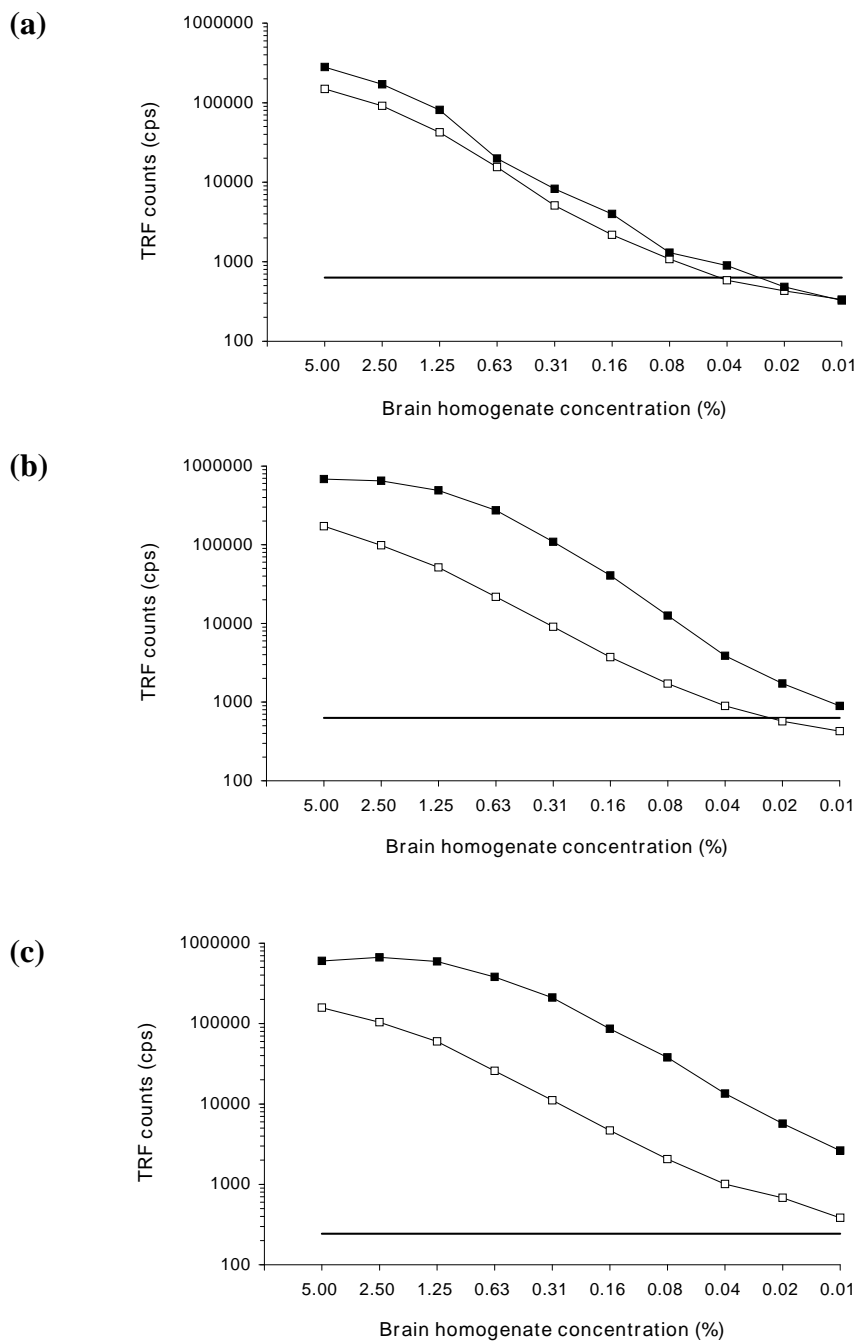 (a)
1000000
100000
10000
1000
100
TRF counts (cps)
5.00 2.50 1.25 0.63 0.31 0.16 0.08 0.04 0.02 0.01
Brain homogenate concentration (%)
(b)
1000000
100000
10000
1000
100
TRF counts (cps)
5.00 2.50 1.25 0.63 0.31 0.16 0.08 0.04 0.02 0.01
Brain homogenate concentration (%)
(c)
1000000
100000
10000
1000
100
TRF counts (cps)
5.00 2.50 1.25 0.63 0.31 0.16 0.08 0.04 0.02 0.01
Brain homogenate concentration (%)